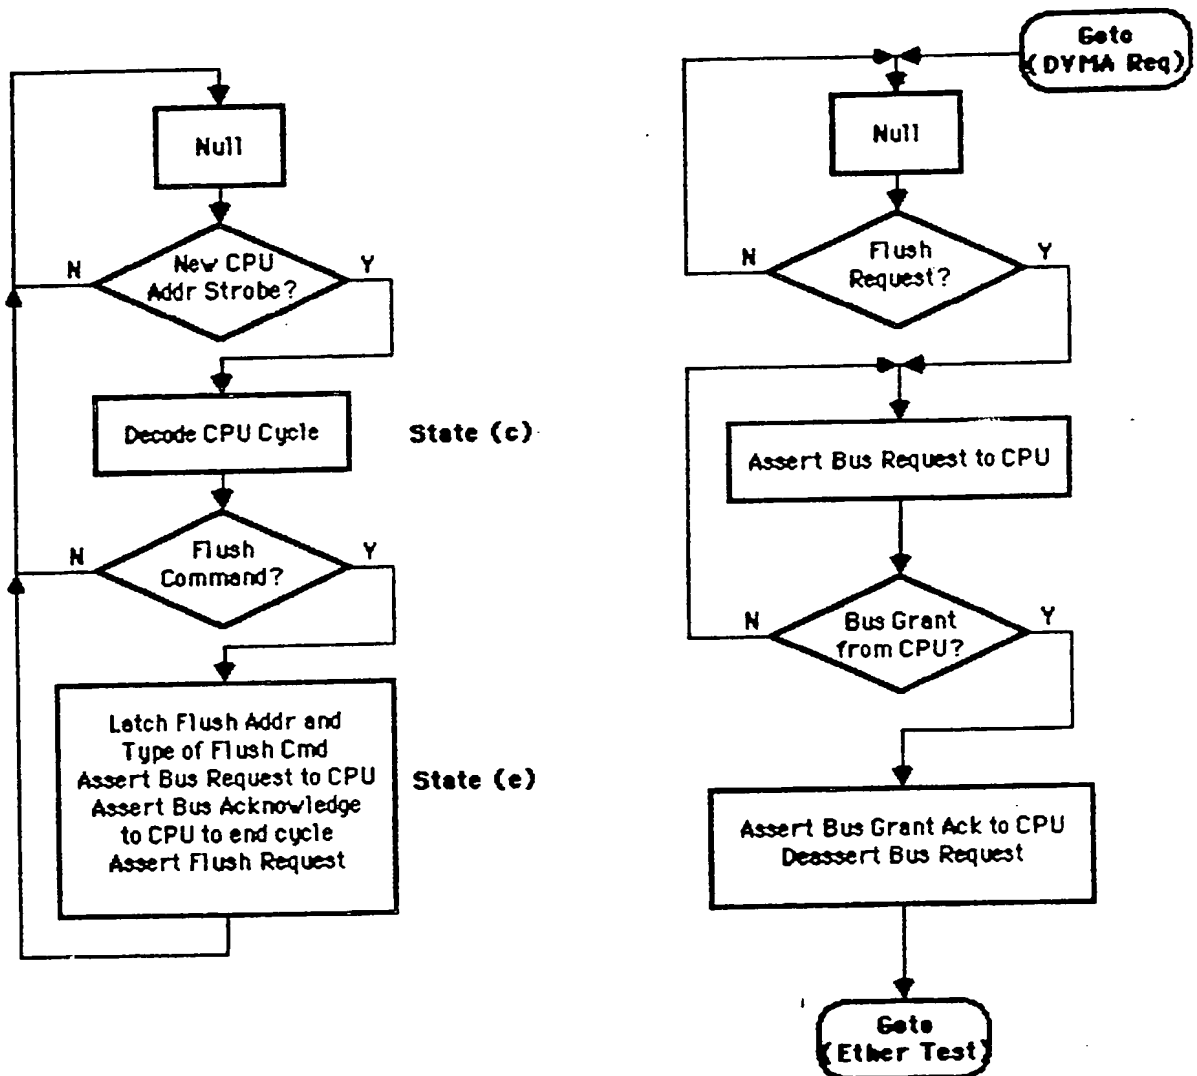 Null
New CPU
Addr Strobe?
N
Y
Decode CPU Cycle
State (c)
Flush
Command?
N
Y
Latch Flush Addr and
Type of Flush Cmd
Assert Bus Request to CPU
Assert Bus Acknowledge
to CPU to end cycle
Assert Flush Request
State (e)
Goto
(DVMA Req)
Null
Flush
Request?
N
Y
Assert Bus Request to CPU
Bus Grant
from CPU?
N
Y
Assert Bus Grant Ack to CPU
Deassert Bus Request
Goto
(Ether Test)